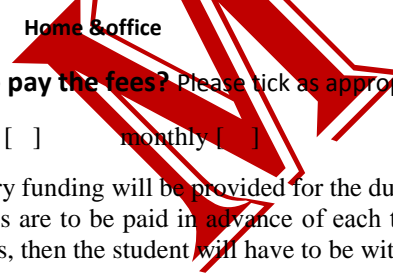 Home &office
pay the fees? Please tick as approp
[ ] monthly [ ]
ry funding will be provided for the du
s are to be paid in advance of each t
s, then the student will have to be wit